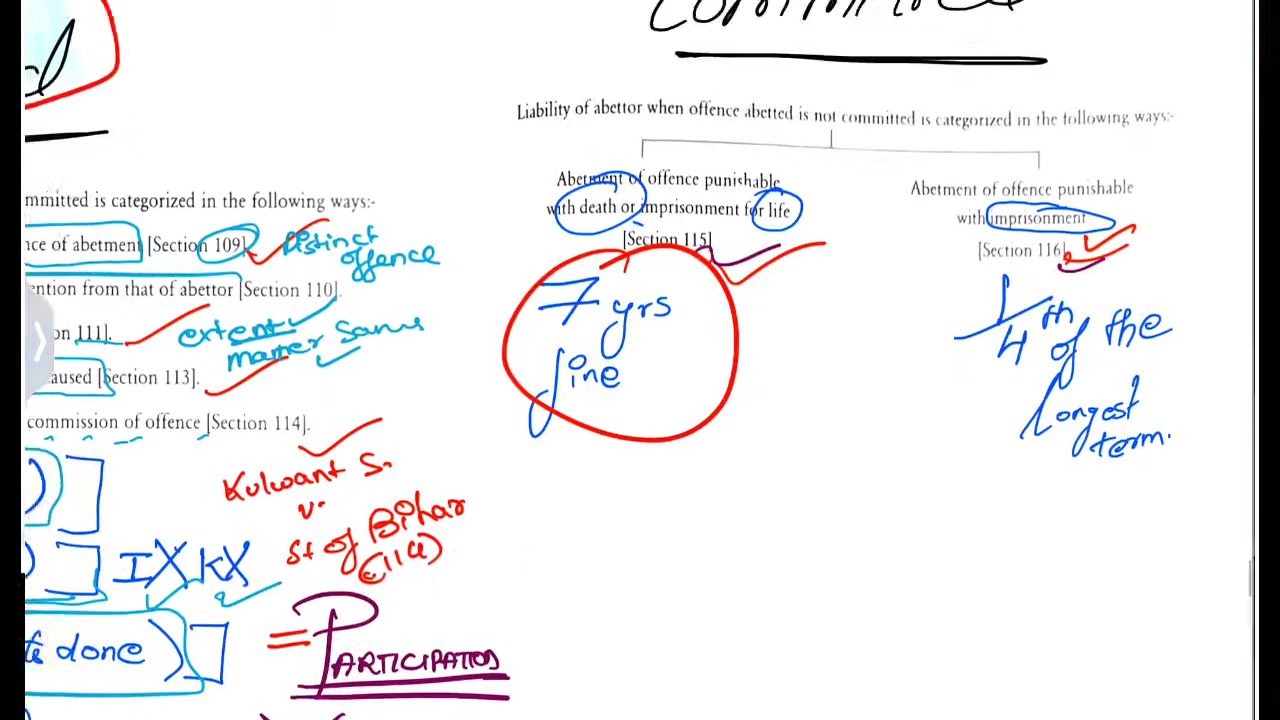 Liability of abettor when offence abetted is not committed is categorized in the following ways:-
Abetment of offence punishable
with death or imprisonment for life
[Section 115]
7 yrs
fine
Abetment of offence punishable
with imprisonment
[Section 116]
1/4 th of the
longest
term.
mmitted is categorized in the following ways:-
nce of abetment [Section 109]
Distinct
offence
ention from that of abettor [Section 110].
on 111].
extent
manner same
aused [Section 113].
commission of offence [Section 114].
Kulwant S.
v.
St of Bihar
(114)
done
= PARTICIPATION